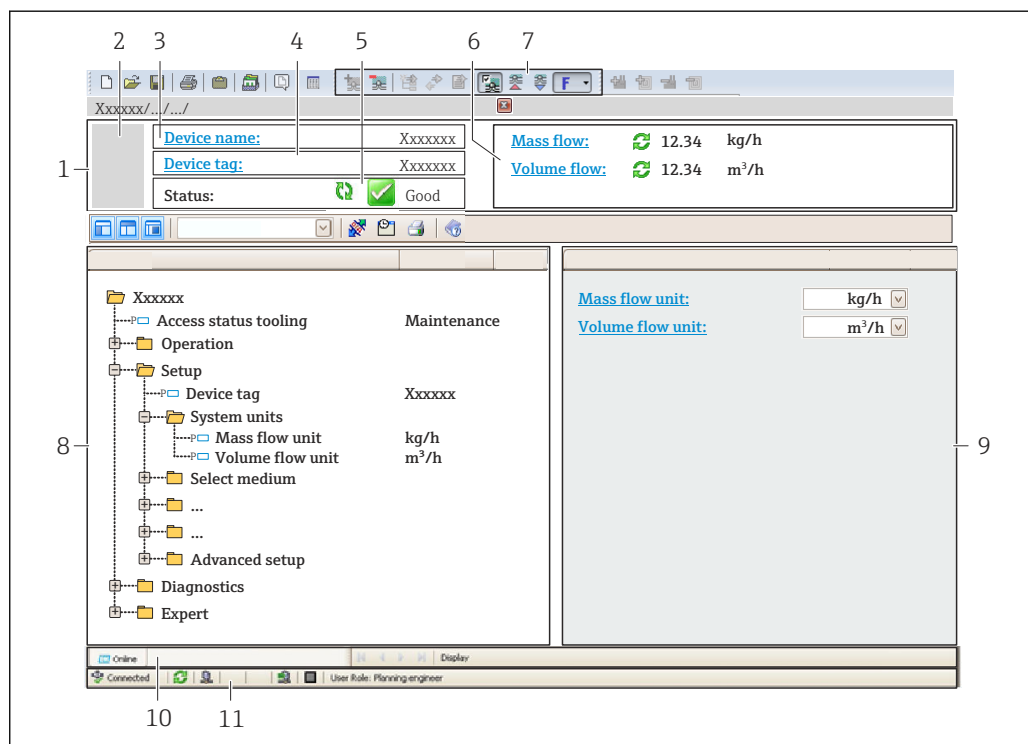 2 3 4 5 6 7
F
Xxxxxx/.../.../
1
Device name: Xxxxxxx
Device tag: Xxxxxxx
Status: Good
Mass flow: 12.34 kg/h
Volume flow: 12.34 m³/h
Xxxxxx
P Access status tooling Maintenance
Operation
Setup
P Device tag Xxxxxx
System units
P Mass flow unit kg/h
P Volume flow unit m³/h
Select medium
...
...
Advanced setup
Diagnostics
Expert
8
Mass flow unit: kg/h
Volume flow unit: m³/h
9
Online Display
Connected User Role: Planning engineer
10 11